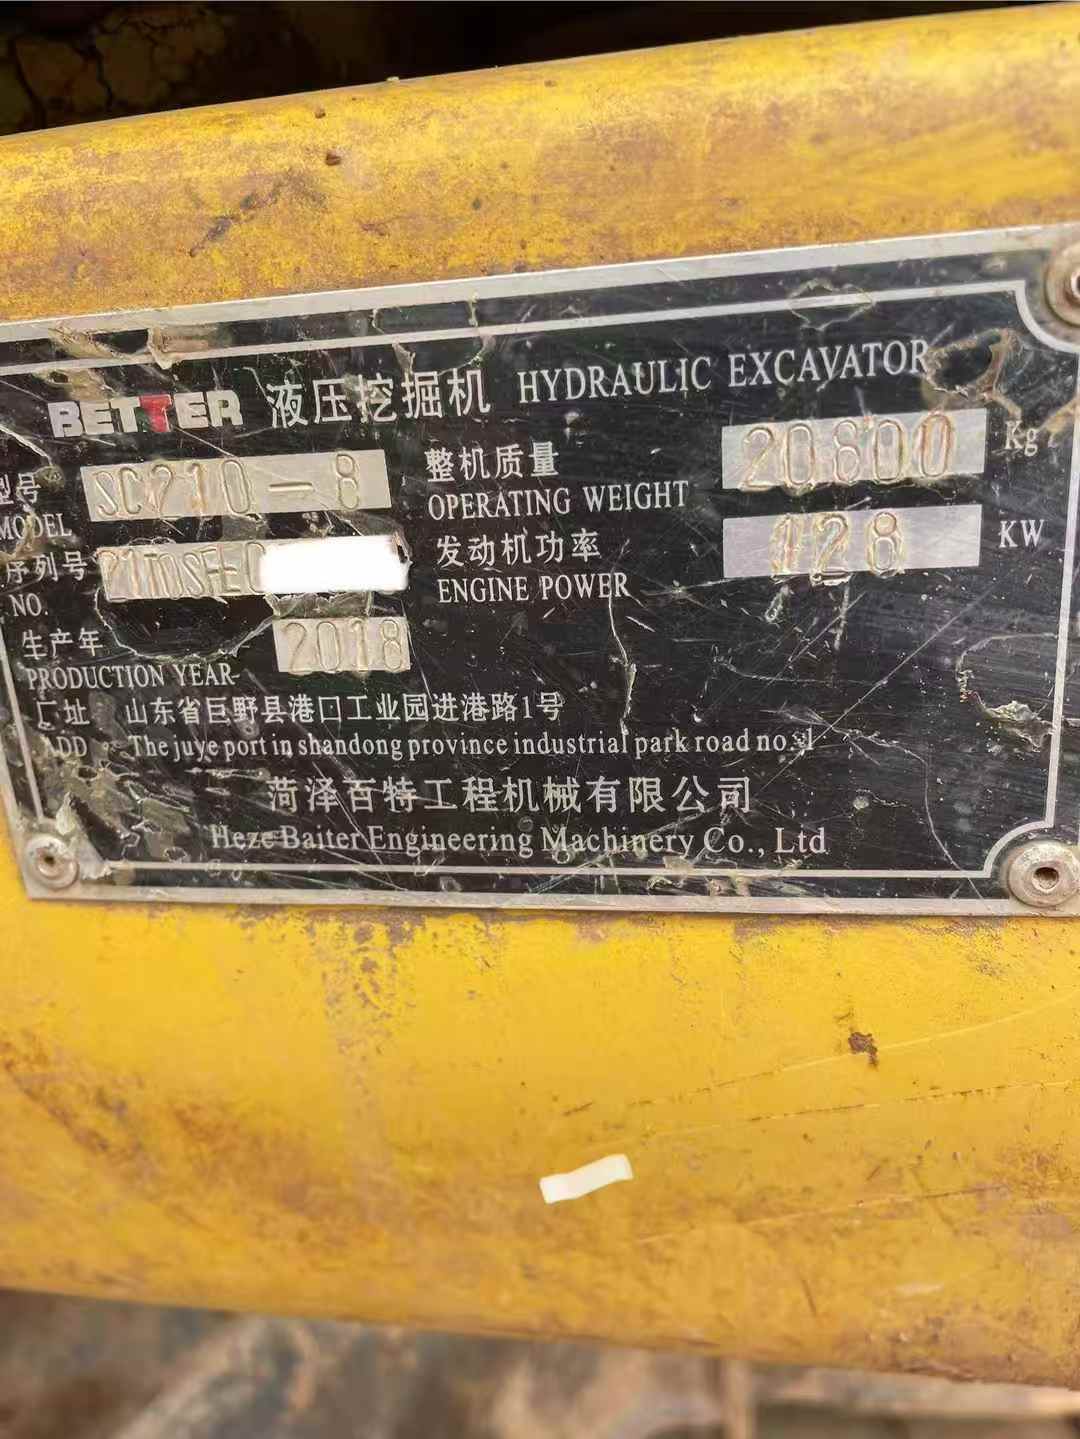 BETTER 液压挖掘机 HYDRAULIC EXCAVATOR
型号 MODEL SC210-8
整机质量 OPERATING WEIGHT 20800 Kg
序列号 NO.
发动机功率 ENGINE POWER 128 KW
生产年 PRODUCTION YEAR 2018
厂址 山东省巨野县港口工业园进港路1号
ADD The juye port in shandong province industrial park road no. 1
菏泽百特工程机械有限公司
Heze Baiter Engineering Machinery Co., Ltd